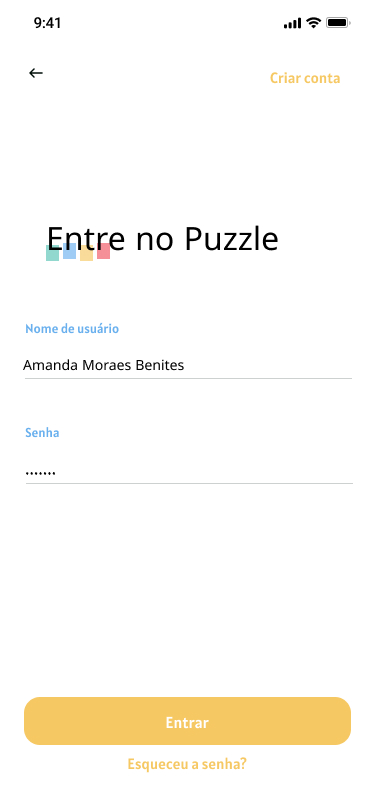 9:41
Criar conta
Entre no Puzzle
Nome de usuário
Amanda Moraes Benites
Senha
.......
Entrar
Esqueceu a senha?